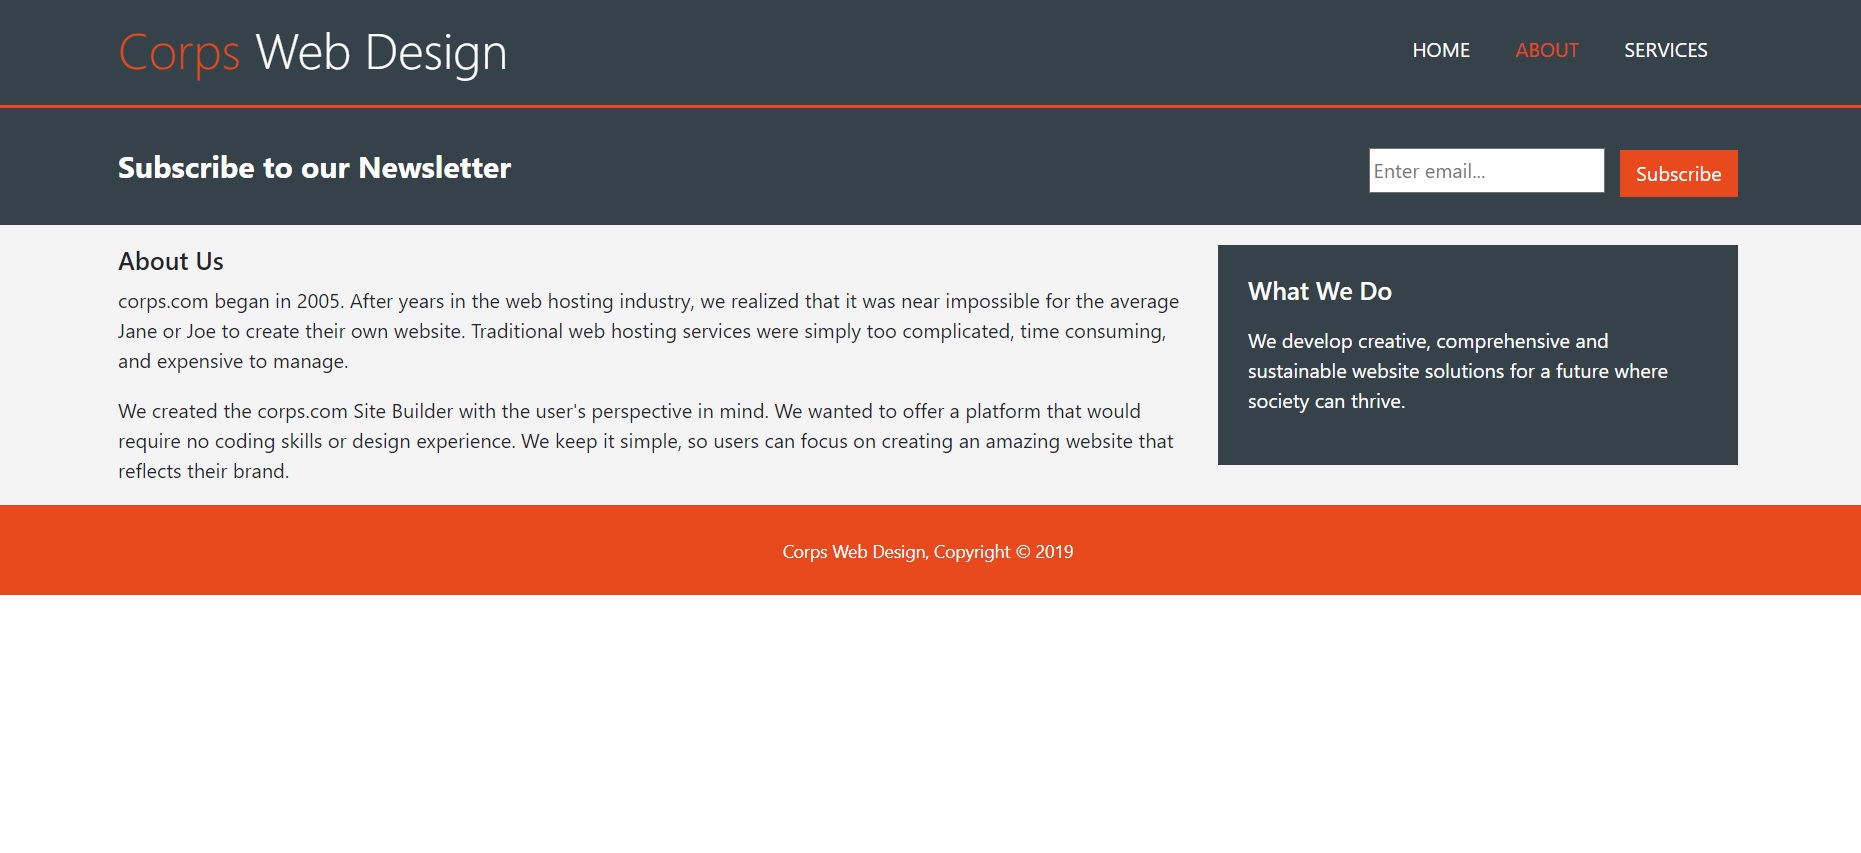 Corps Web Design
HOME ABOUT SERVICES
Subscribe to our Newsletter
Enter email...
Subscribe
About Us
corps.com began in 2005. After years in the web hosting industry, we realized that it was near impossible for the average
Jane or Joe to create their own website. Traditional web hosting services were simply too complicated, time consuming,
and expensive to manage.
We created the corps.com Site Builder with the user's perspective in mind. We wanted to offer a platform that would
require no coding skills or design experience. We keep it simple, so users can focus on creating an amazing website that
reflects their brand.
What We Do
We develop creative, comprehensive and
sustainable website solutions for a future where
society can thrive.
Corps Web Design, Copyright © 2019